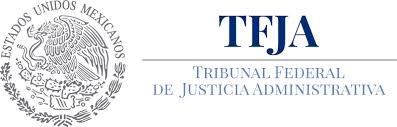 ESTADOS UNIDOS MEXICANOS
TFJA
TRIBUNAL FEDERAL
DE JUSTICIA ADMINISTRATIVA